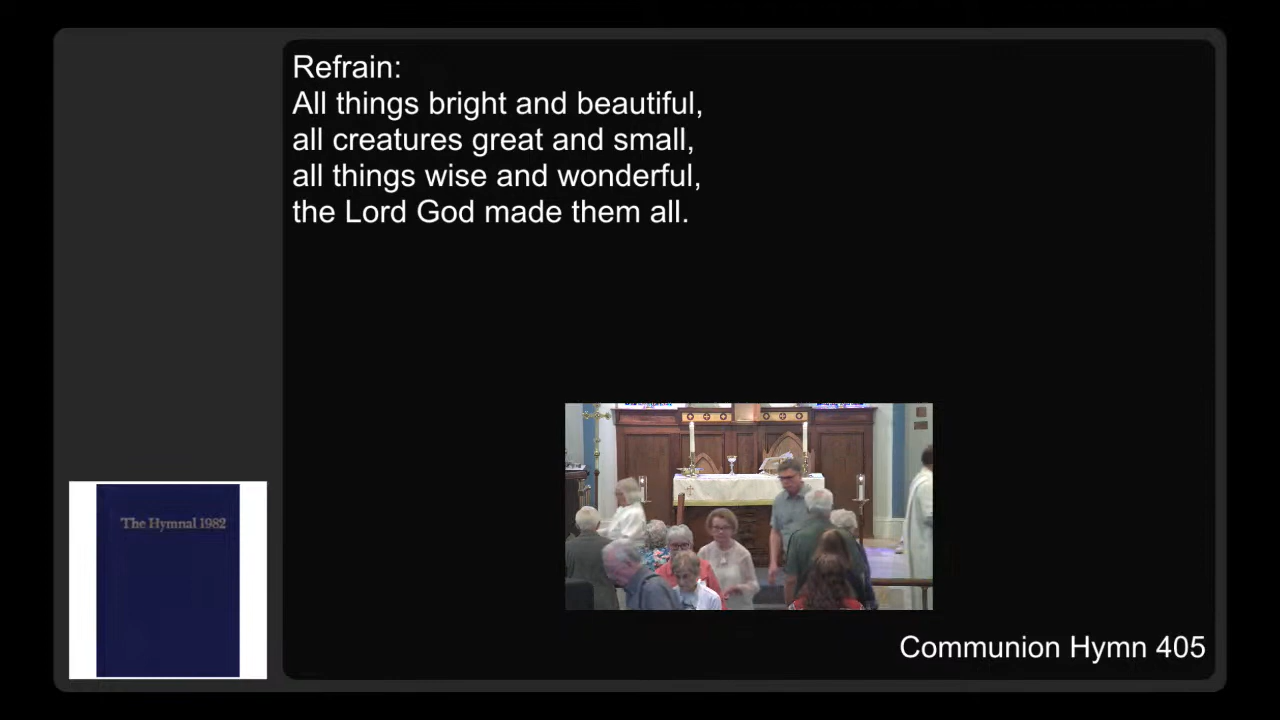 Refrain:
All things bright and beautiful,
all creatures great and small,
all things wise and wonderful,
the Lord God made them all.
The Hymnal 1982
Communion Hymn 405